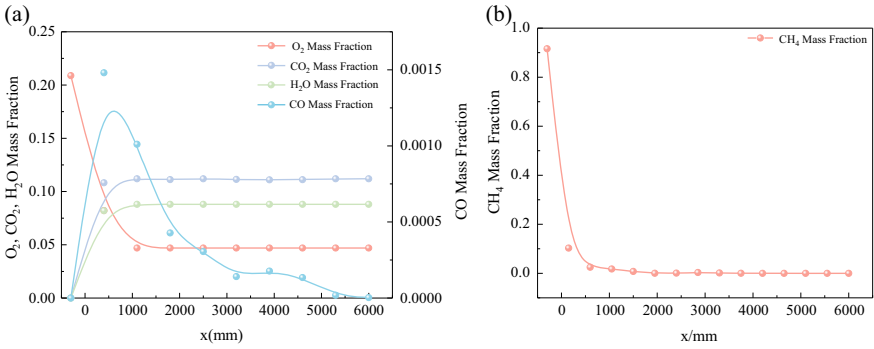 (a)
0.25
0.20
0.15
0.10
0.05
0.00
O₂, CO₂, H₂O Mass Fraction
O₂ Mass Fraction
CO₂ Mass Fraction
H₂O Mass Fraction
CO Mass Fraction
0.0015
0.0010
0.0005
0.0000
CO Mass Fraction
0 1000 2000 3000 4000 5000 6000
x(mm)
(b)
1.0
0.8
0.6
0.4
0.2
0.0
CH₄ Mass Fraction
CH₄ Mass Fraction
0 1000 2000 3000 4000 5000 6000
x/mm